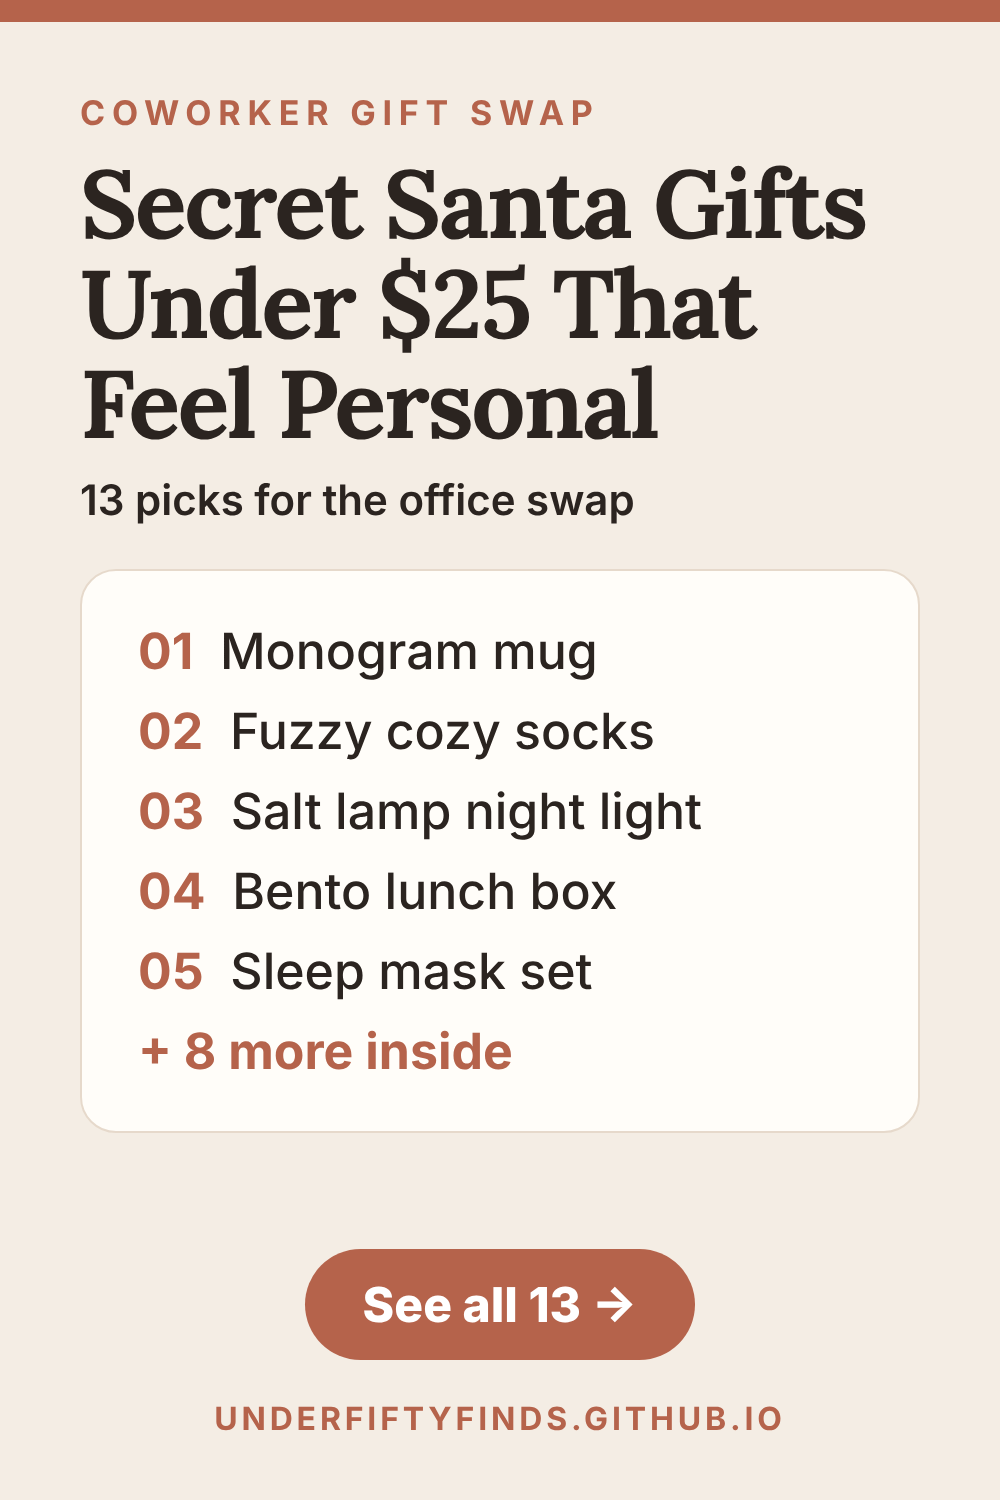 COWORKER GIFT SWAP
Secret Santa Gifts
Under $25 That
Feel Personal
13 picks for the office swap
01 Monogram mug
02 Fuzzy cozy socks
03 Salt lamp night light
04 Bento lunch box
05 Sleep mask set
+ 8 more inside
See all 13 →
UNDERFIFTYFINDS.GITHUB.IO